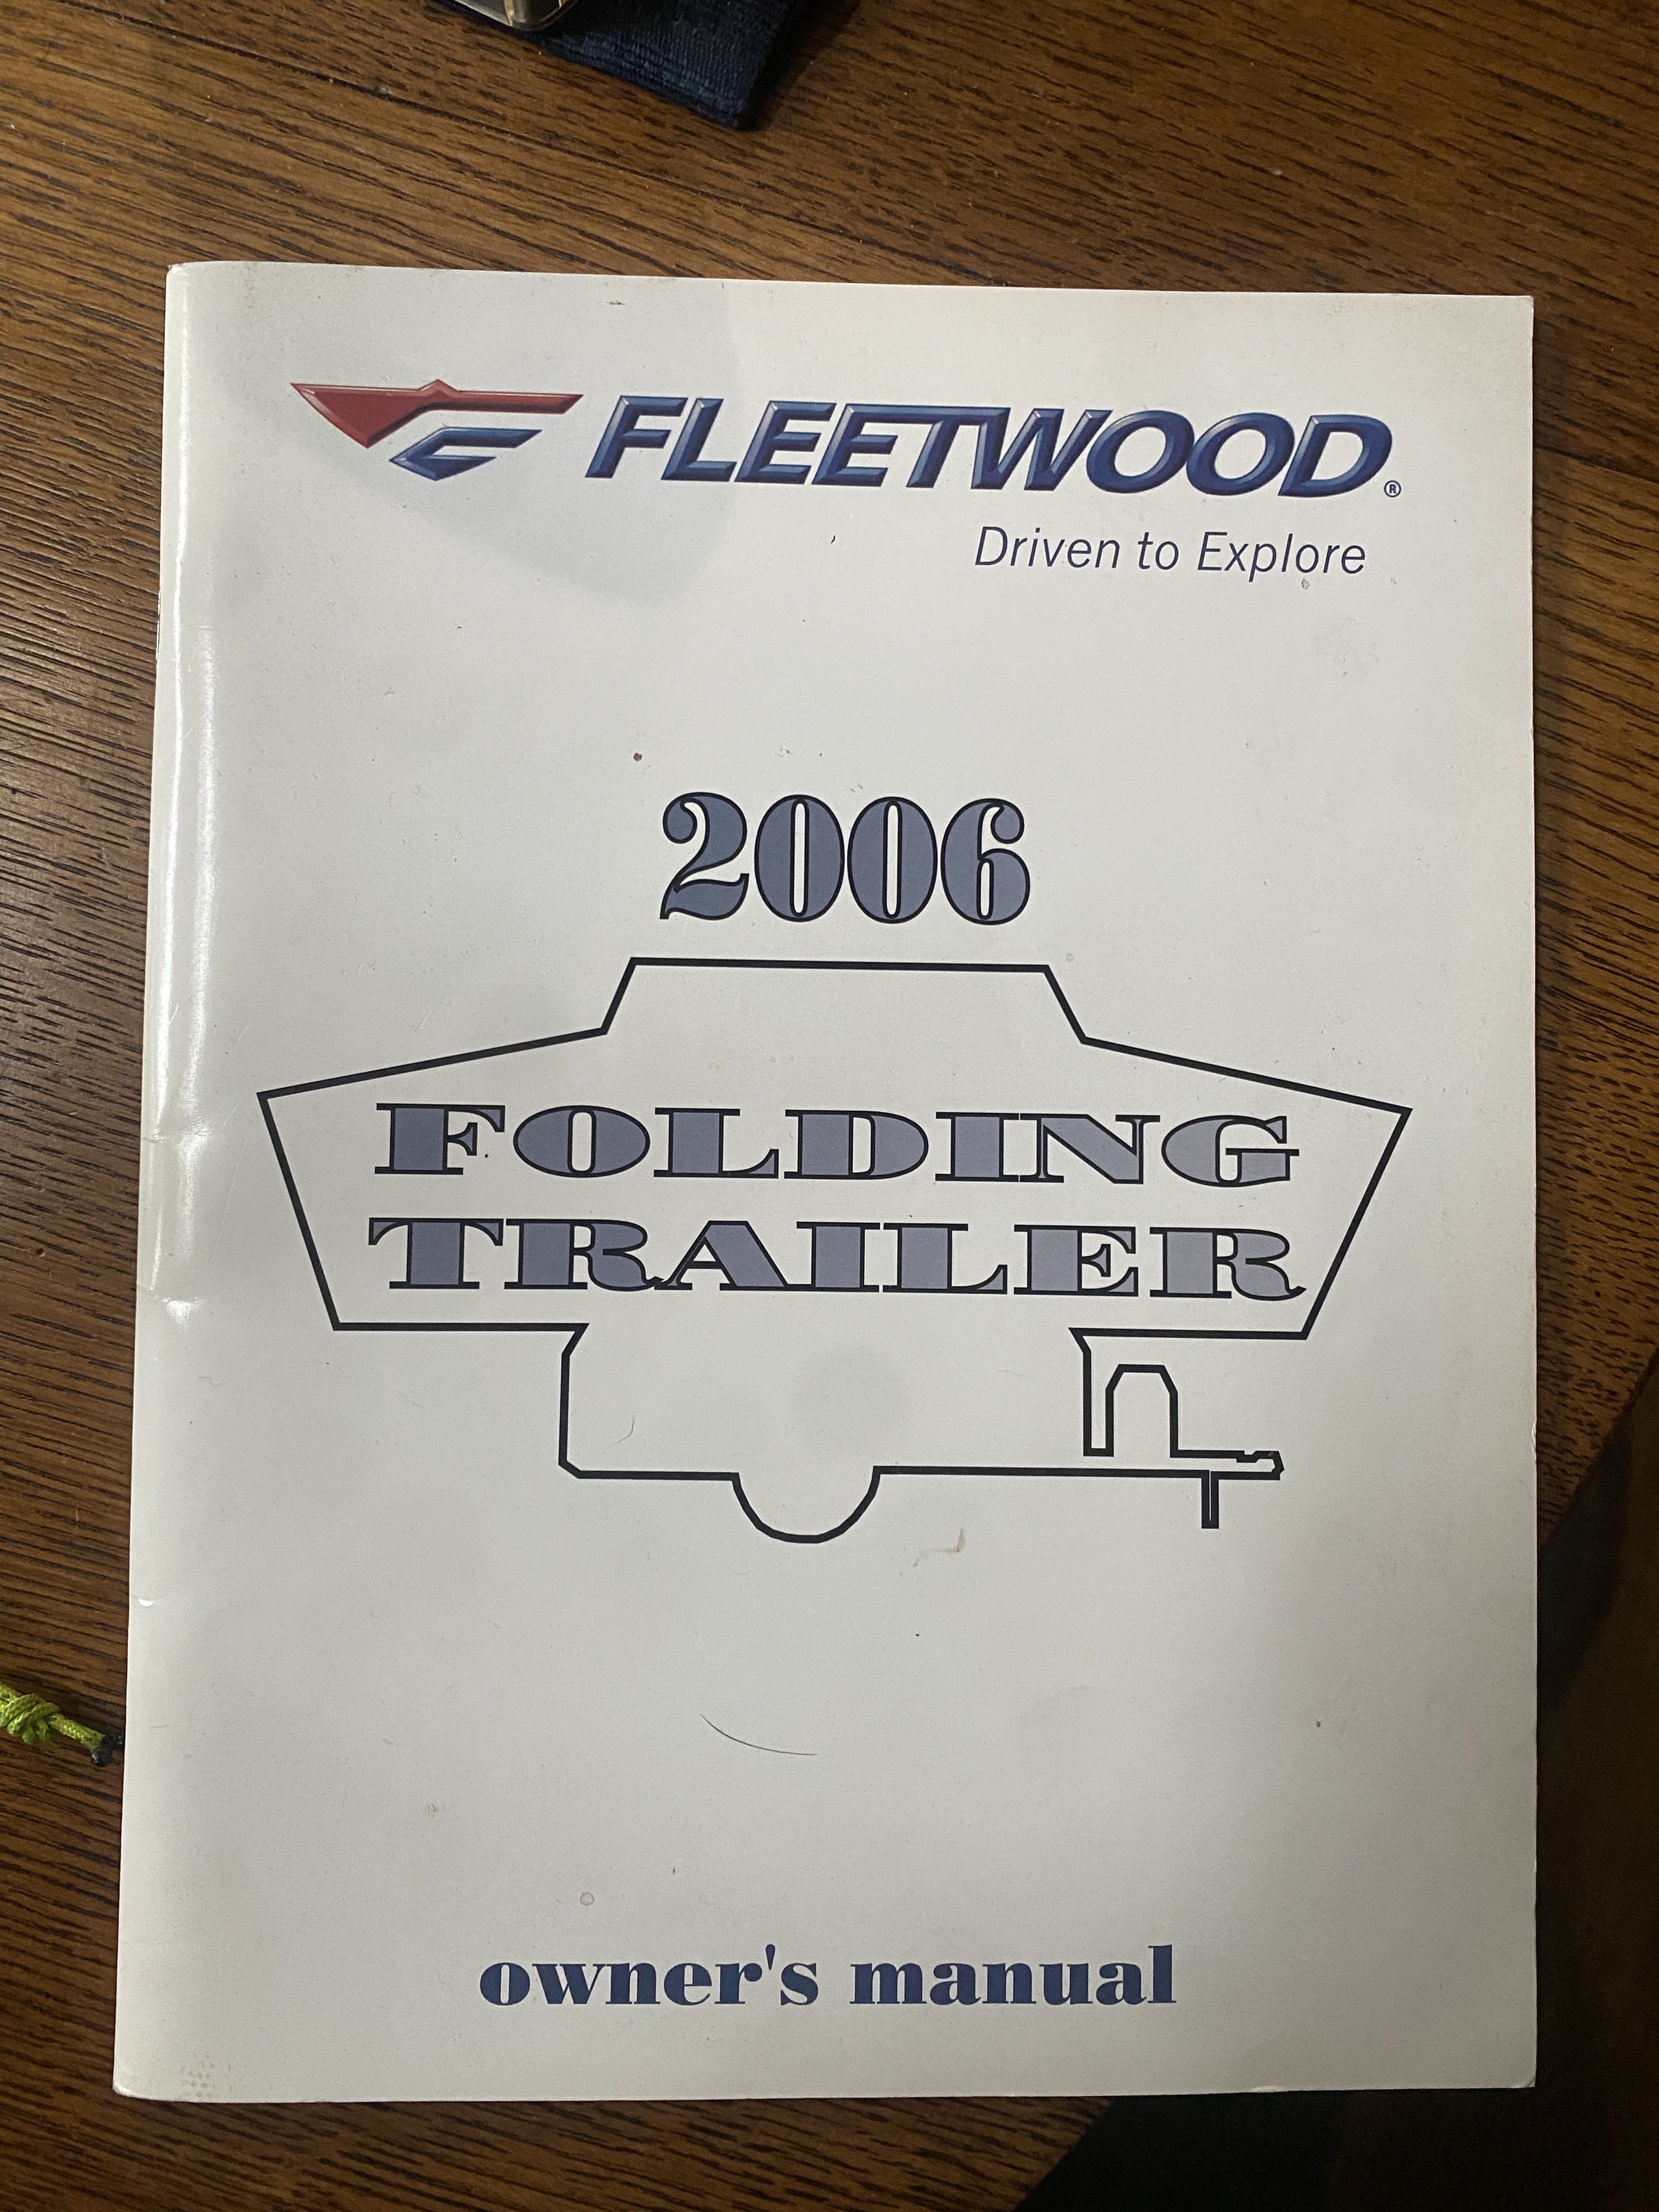 FLEETWOOD®
Driven to Explore
2006
FOLDING
TRAILER
owner's manual